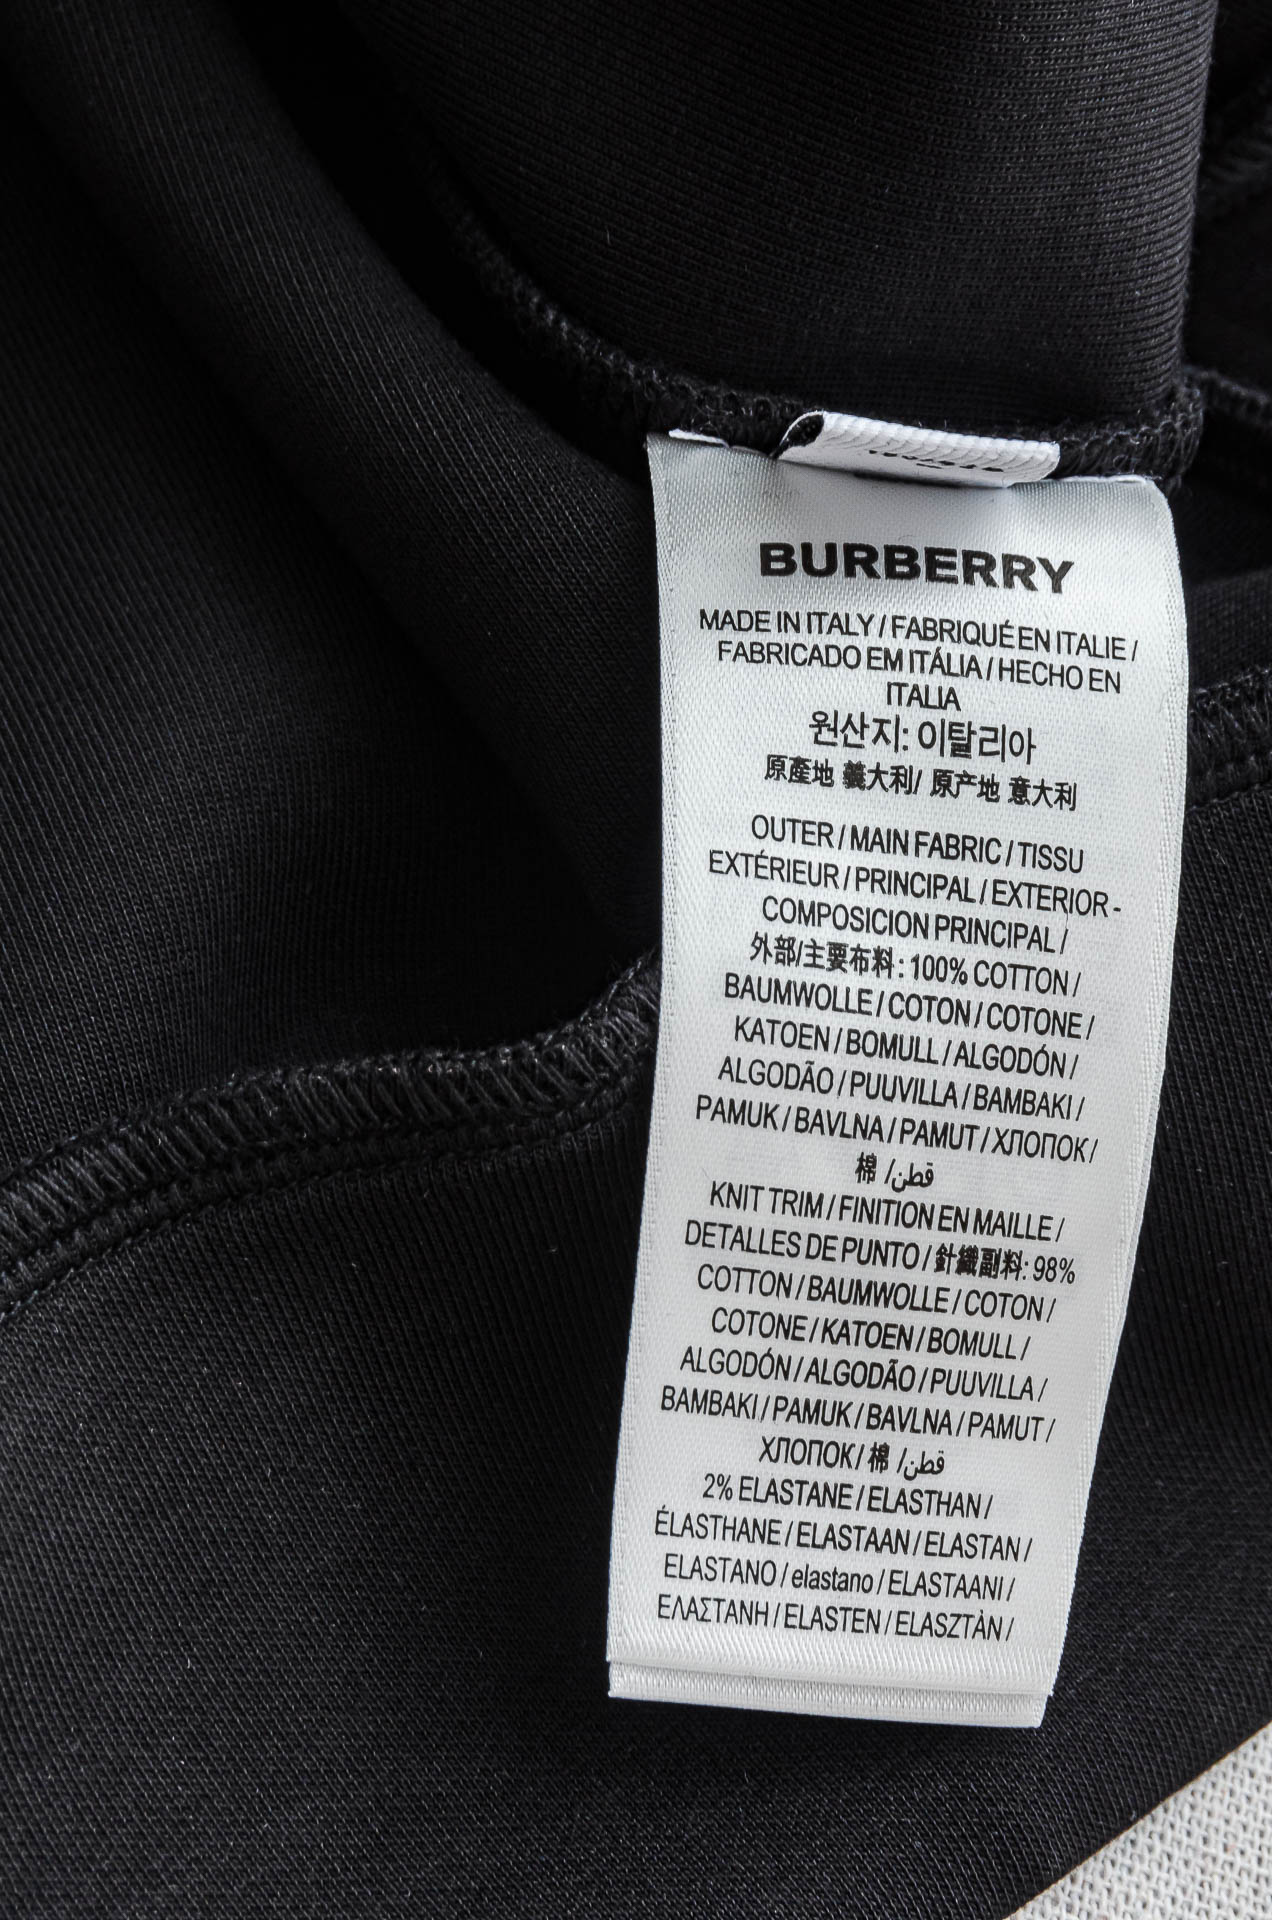 BURBERRY
MADE IN ITALY / FABRIQUÉ EN ITALIE /
FABRICADO EM ITÁLIA / HECHO EN
ITALIA
원산지: 이탈리아
原產地 義大利/ 原产地 意大利
OUTER / MAIN FABRIC / TISSU
EXTÉRIEUR / PRINCIPAL / EXTERIOR -
COMPOSICION PRINCIPAL /
外部/主要布料: 100% COTTON /
BAUMWOLLE / COTON / COTONE /
KATOEN / BOMULL / ALGODÓN /
ALGODÃO / PUUVILLA / BAMBAKI /
PAMUK / BAVLNA / PAMUT / ХЛОПОК /
棉 /قطن/
KNIT TRIM / FINITION EN MAILLE /
DETALLES DE PUNTO / 針織副料: 98%
COTTON / BAUMWOLLE / COTON /
COTONE / KATOEN / BOMULL /
ALGODÓN / ALGODÃO / PUUVILLA /
BAMBAKI / PAMUK / BAVLNA / PAMUT /
ХЛОПОК / 棉 /قطن/
2% ELASTANE / ELASTHAN /
ÉLASTHANE / ELASTAAN / ELASTAN /
ELASTANO / elastano / ELASTAANI /
ΕΛΑΣΤΑΝΗ / ELASTEN / ELASZTÀN /